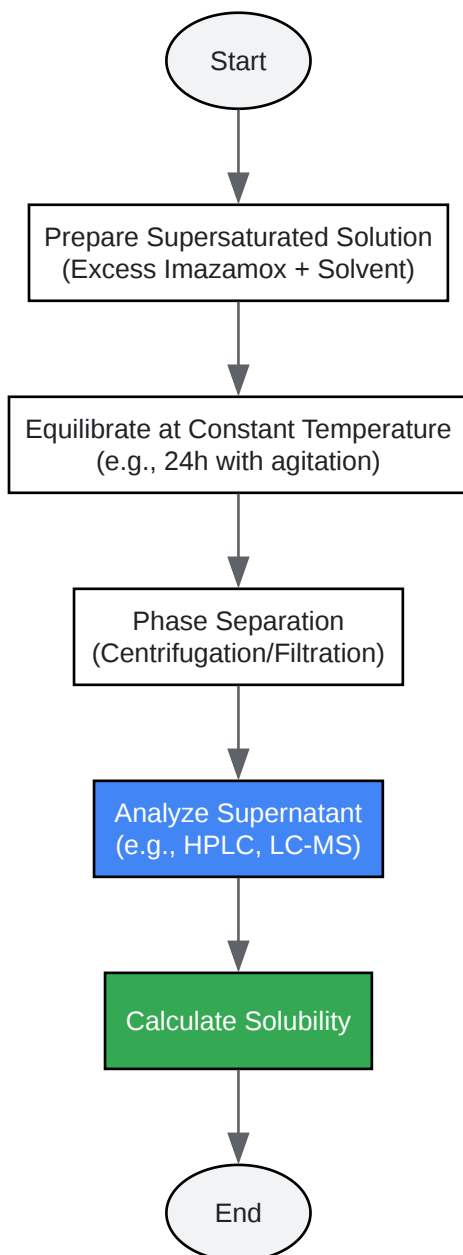 Start
Prepare Supersaturated Solution
(Excess Imazamox + Solvent)
Equilibrate at Constant Temperature
(e.g., 24h with agitation)
Phase Separation
(Centrifugation/Filtration)
Analyze Supernatant
(e.g., HPLC, LC-MS)
Calculate Solubility
End